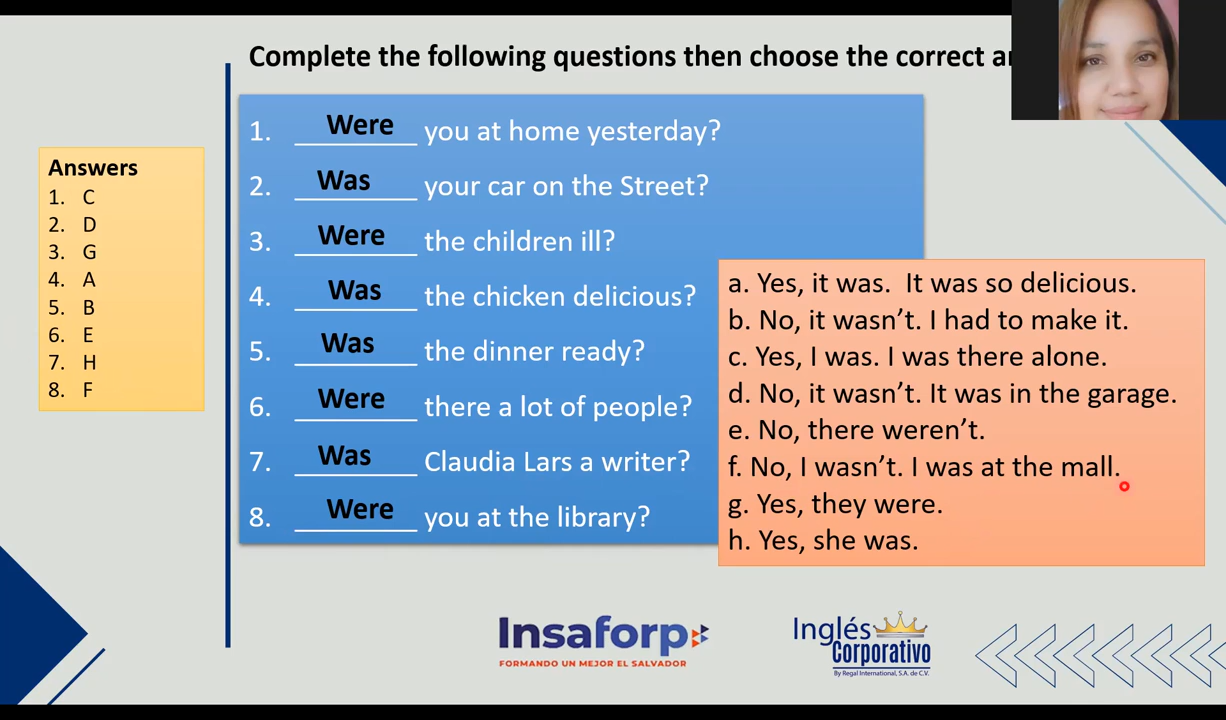 Complete the following questions then choose the correct
Answers
1. C
2. D
3. G
4. A
5. B
6. E
7. H
8. F
1. Were you at home yesterday?
2. Was your car on the Street?
3. Were the children ill?
4. Was the chicken delicious?
5. Was the dinner ready?
6. Were there a lot of people?
7. Was Claudia Lars a writer?
8. Were you at the library?
a. Yes, it was. It was so delicious.
b. No, it wasn’t. I had to make it.
c. Yes, I was. I was there alone.
d. No, it wasn’t. It was in the garage.
e. No, there weren’t.
f. No, I wasn’t. I was at the mall.
g. Yes, they were.
h. Yes, she was.
Insaforp
FORMANDO UN MEJOR EL SALVADOR
Inglés
Corporativo
By Regal International, S.A. de C.V.